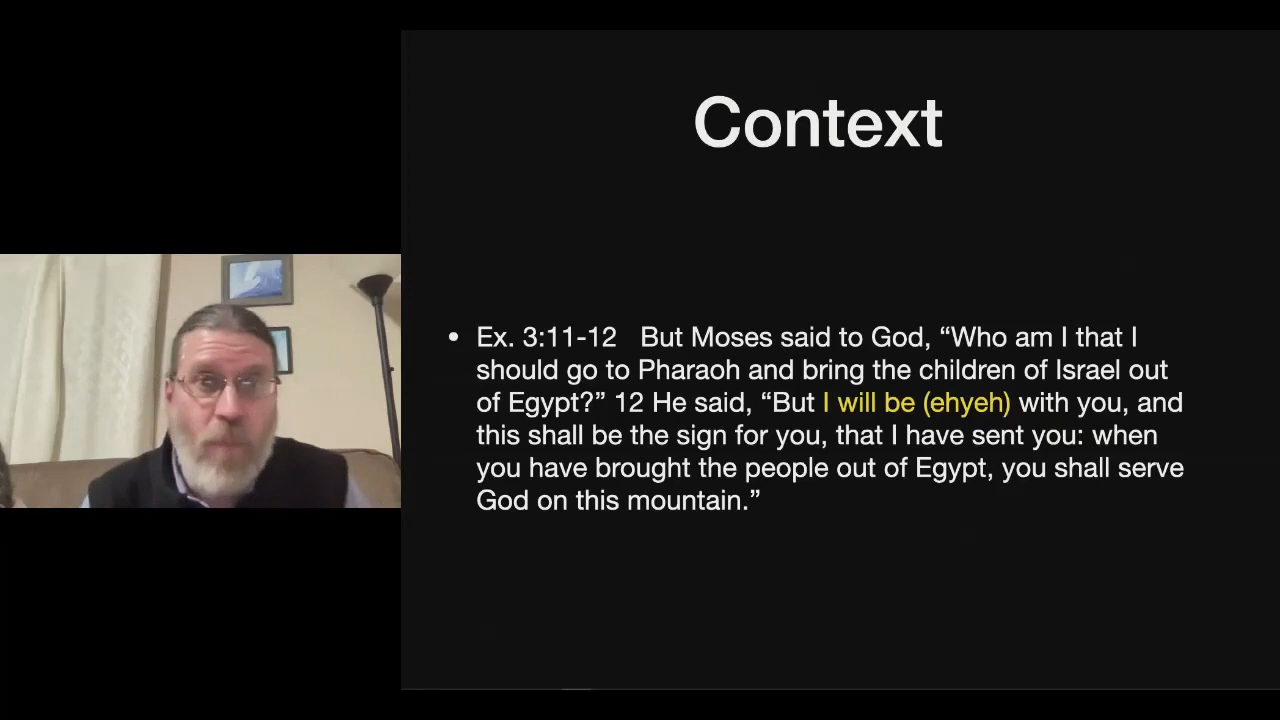 Context
• Ex. 3:11-12 But Moses said to God, “Who am I that I
should go to Pharaoh and bring the children of Israel out
of Egypt?” 12 He said, “But I will be (ehyeh) with you, and
this shall be the sign for you, that I have sent you: when
you have brought the people out of Egypt, you shall serve
God on this mountain.”